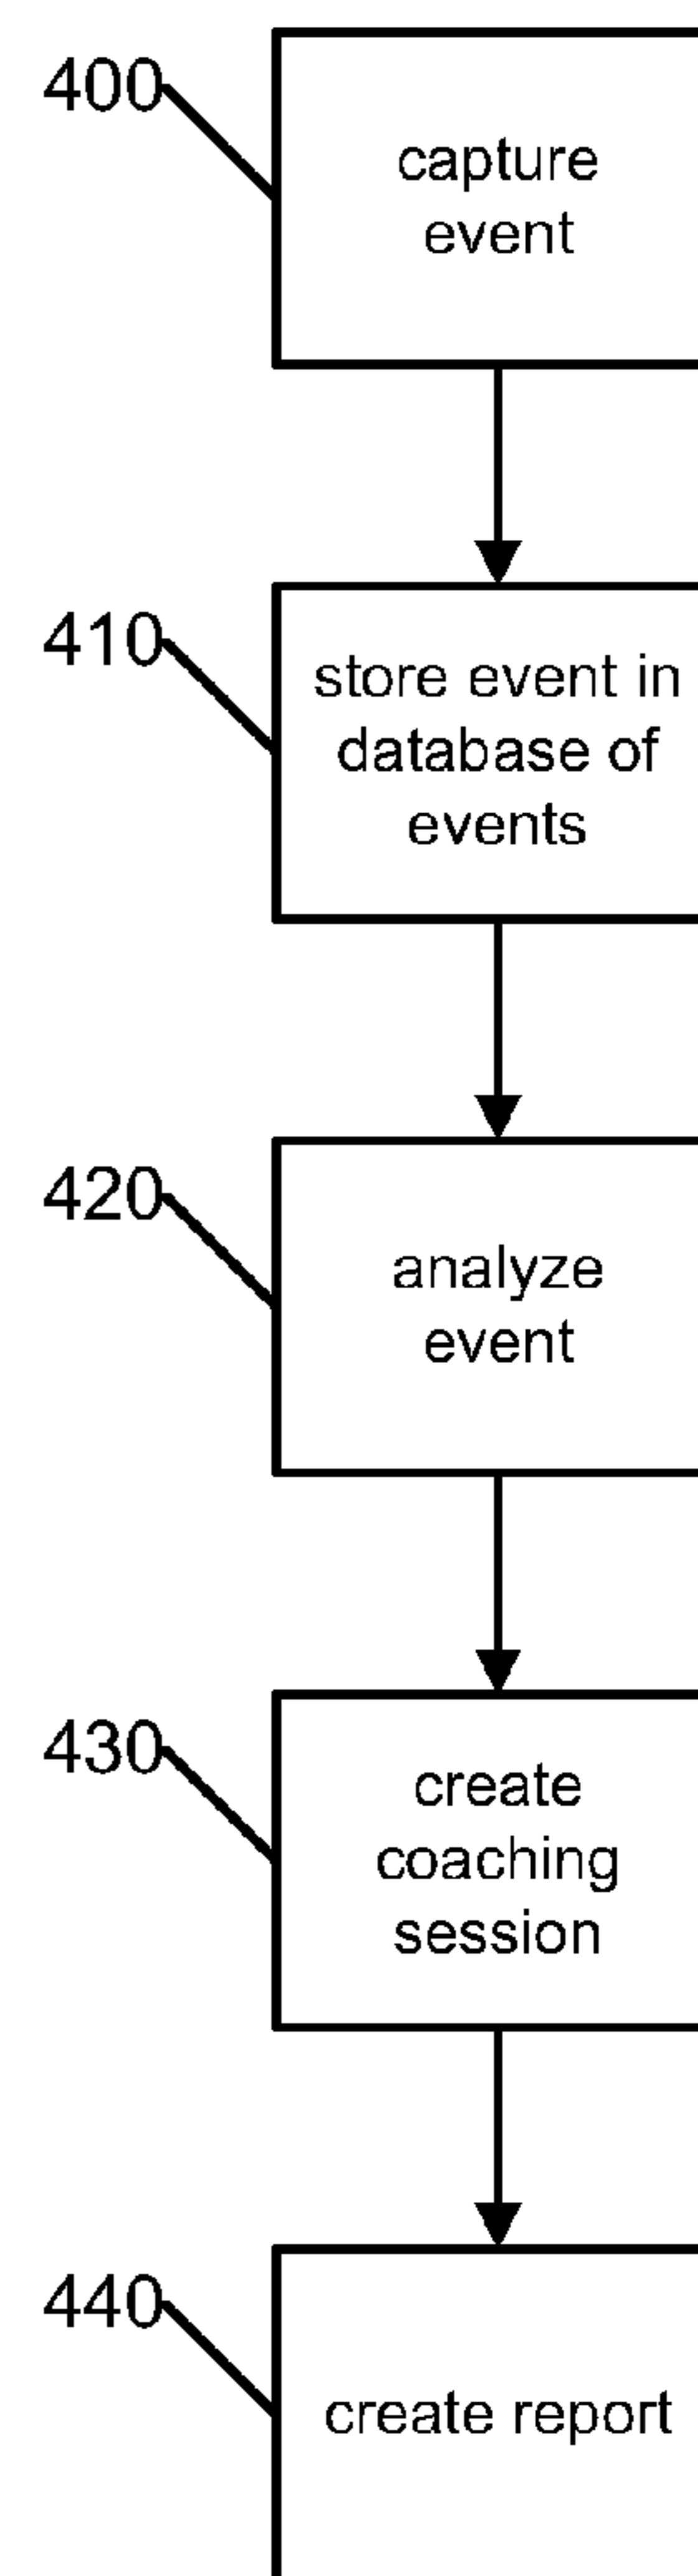 400
capture
event
410
store event in
database of
events
420
analyze
event
430
create
coaching
session
440
create report